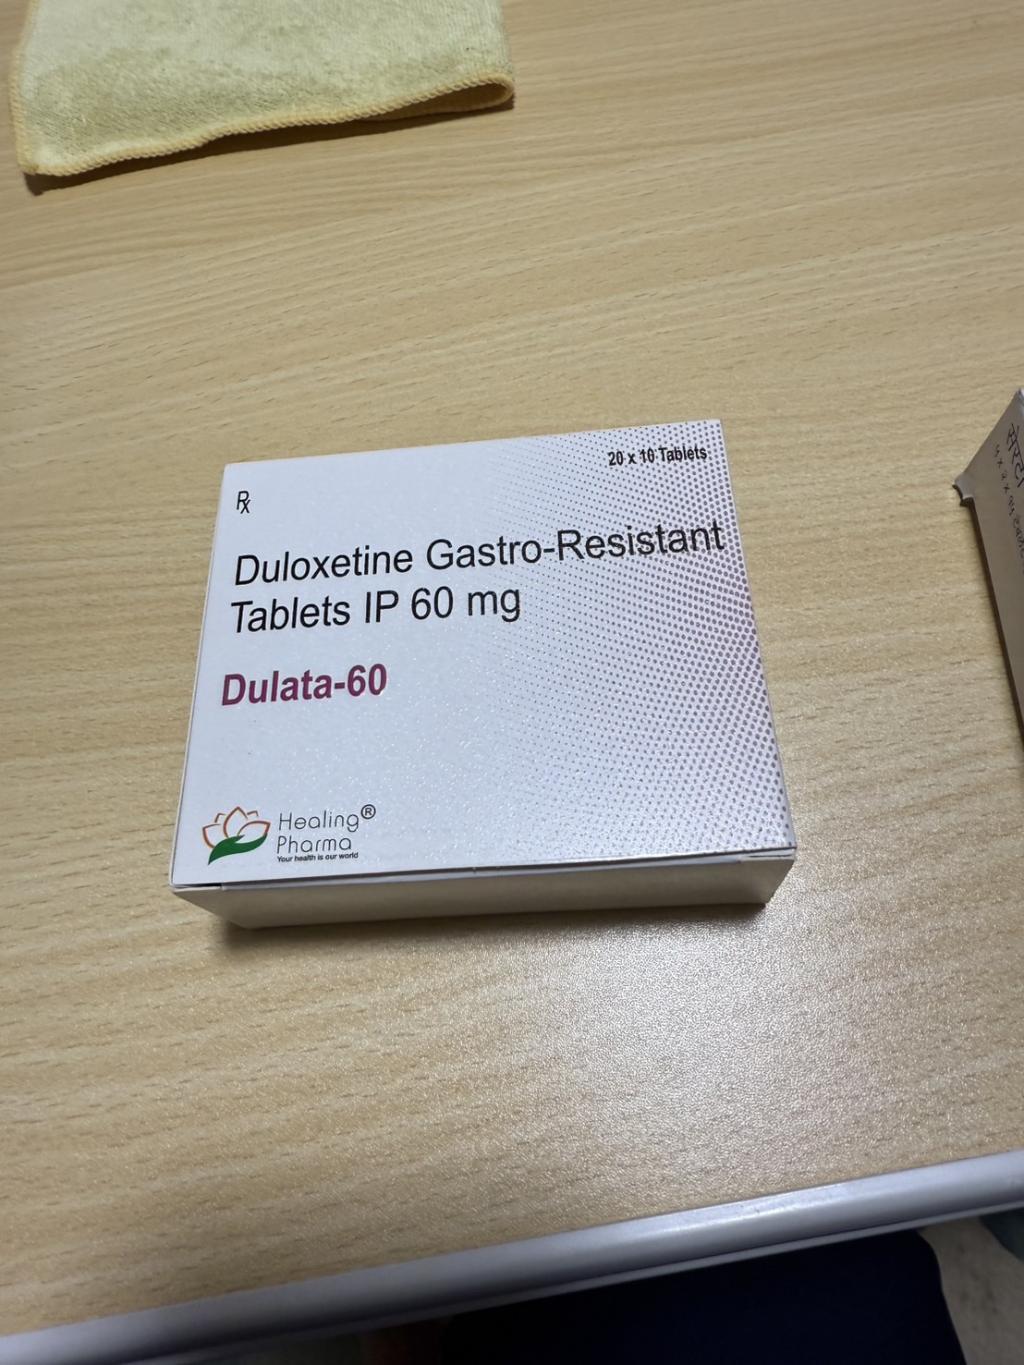 20 x 10 Tablets
Rx
Duloxetine Gastro-Resistant
Tablets IP 60 mg
Dulata-60
Healing®
Pharma
Your health is our world